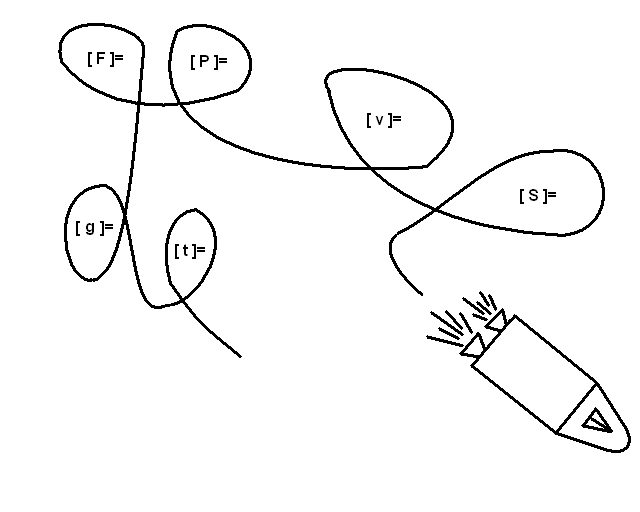 [ F ]=
[ P ]=
[ v ]=
[ S ]=
[ g ]=
[ t ]=